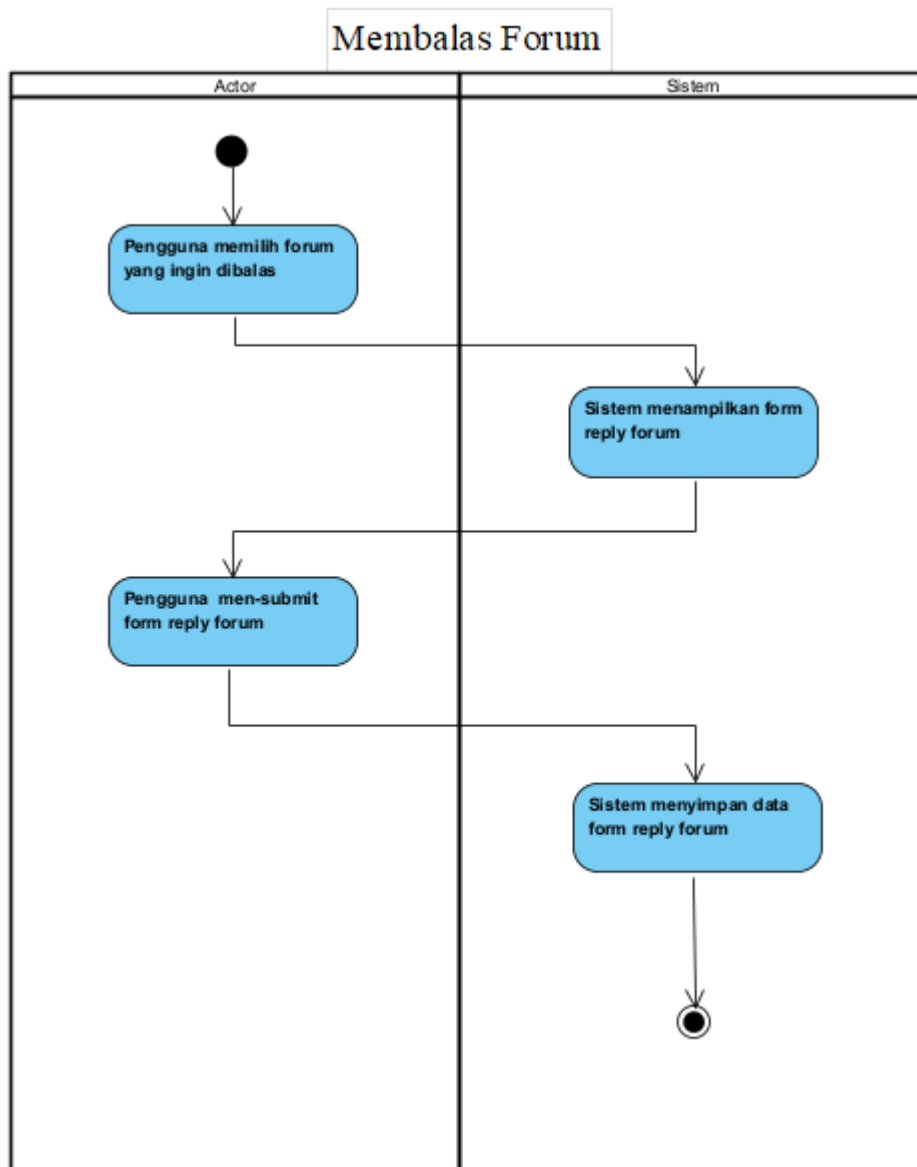 Membalas Forum
Actor
Sistem
Pengguna memilih forum
yang ingin dibalas
Sistem menampilkan form
reply forum
Pengguna men-submit
form reply forum
Sistem menyimpan data
form reply forum